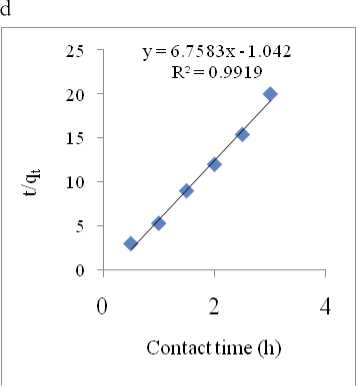 d
y = 6.7583x - 1.042
R² = 0.9919
25
20
15
10
5
0
t/qt
0 2 4
Contact time (h)